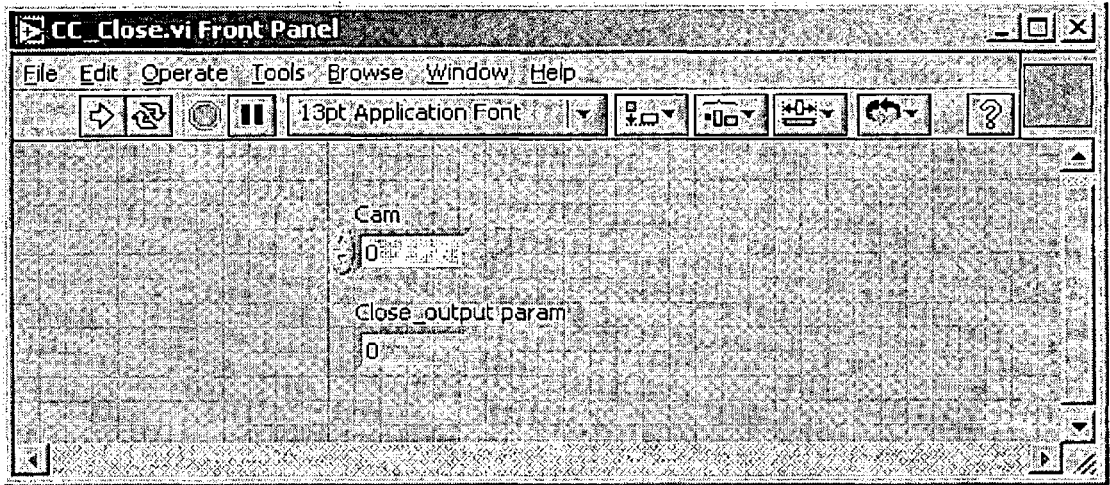 CC_Close.vi Front Panel
File Edit Operate Tools Browse Window Help
13pt Application Font
?
Cam
0
Close_output param
0